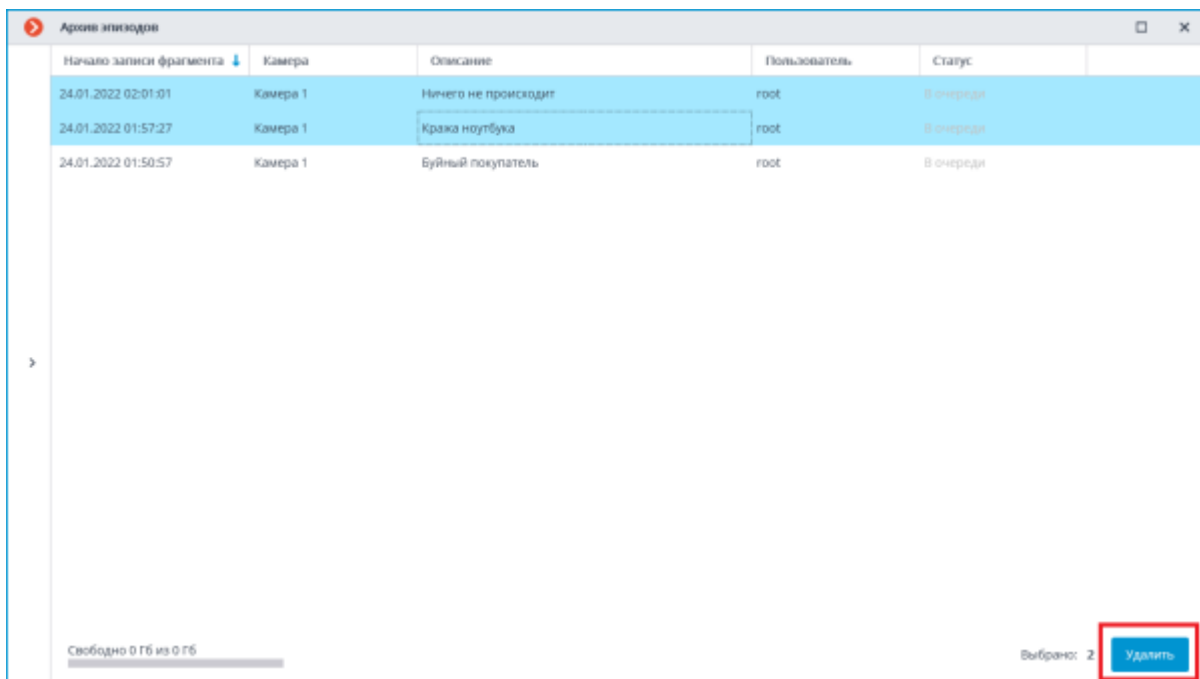 Архив эпизодов
Начало записи фрагмента Камера Описание Пользователь Статус
24.01.2022 02:01:01 Камера 1 Ничего не происходит root В очереди
24.01.2022 01:57:27 Камера 1 Кража ноутбука root В очереди
24.01.2022 01:50:57 Камера 1 Буйный покупатель root В очереди
Свободно 0 Гб из 0 Гб
Выбрано: 2 Удалить